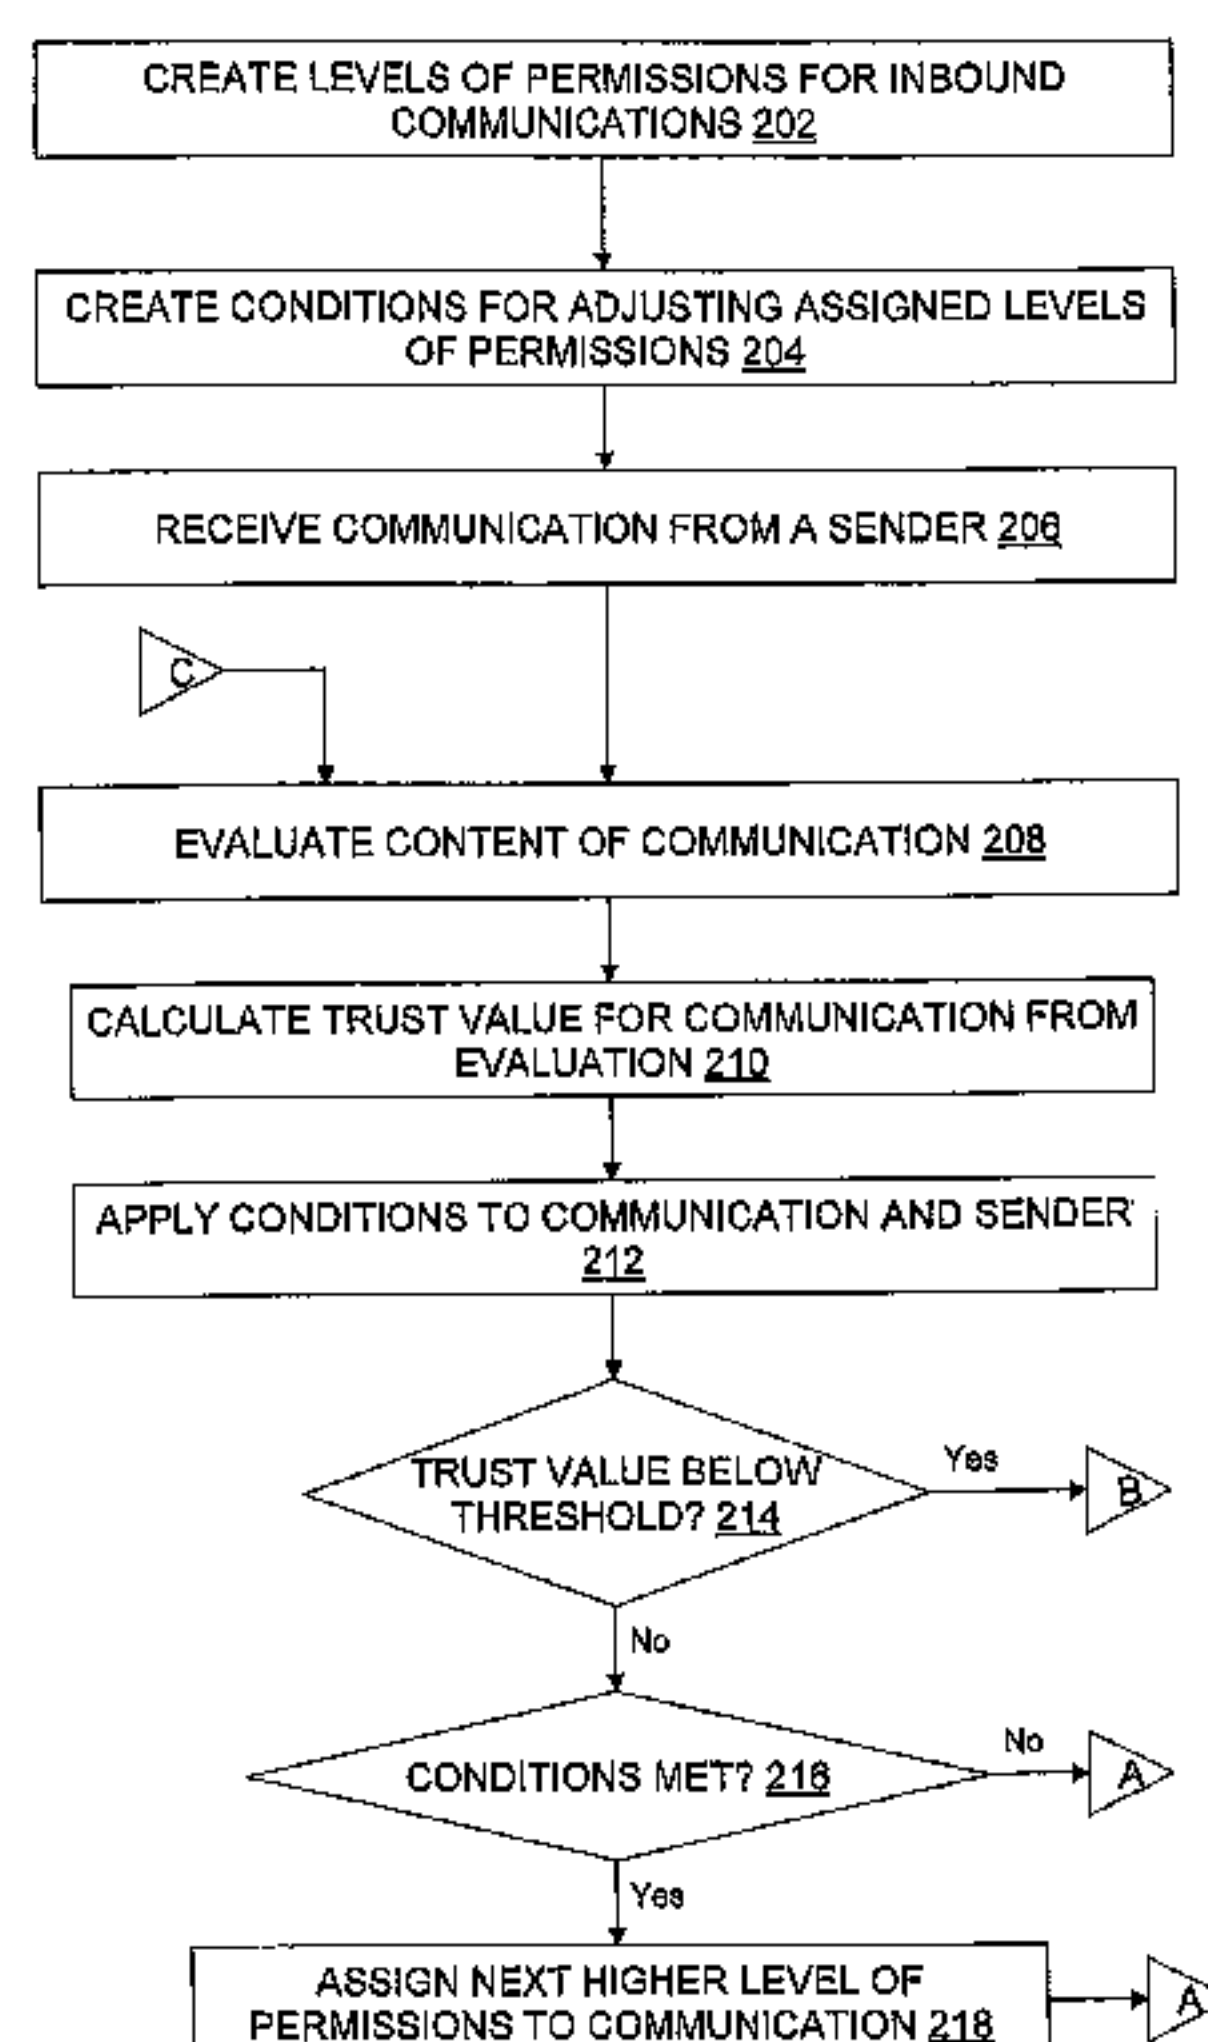 CREATE LEVELS OF PERMISSIONS FOR INBOUND
COMMUNICATIONS 202
CREATE CONDITIONS FOR ADJUSTING ASSIGNED LEVELS
OF PERMISSIONS 204
RECEIVE COMMUNICATION FROM A SENDER 206
C
EVALUATE CONTENT OF COMMUNICATION 208
CALCULATE TRUST VALUE FOR COMMUNICATION FROM
EVALUATION 210
APPLY CONDITIONS TO COMMUNICATION AND SENDER
212
TRUST VALUE BELOW
THRESHOLD? 214
Yes
B
No
CONDITIONS MET? 216
No
A
Yes
ASSIGN NEXT HIGHER LEVEL OF
PERMISSIONS TO COMMUNICATION 218
A